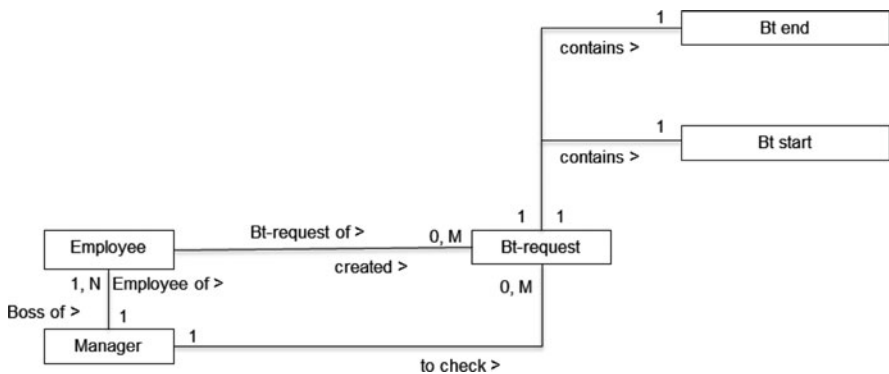 1
Bt end
contains >
1
Bt start
contains >
1 1
Bt-request of >
0, M
Employee
Bt-request
created >
1, N
Employee of >
0, M
Boss of >
1
1
Manager
to check >